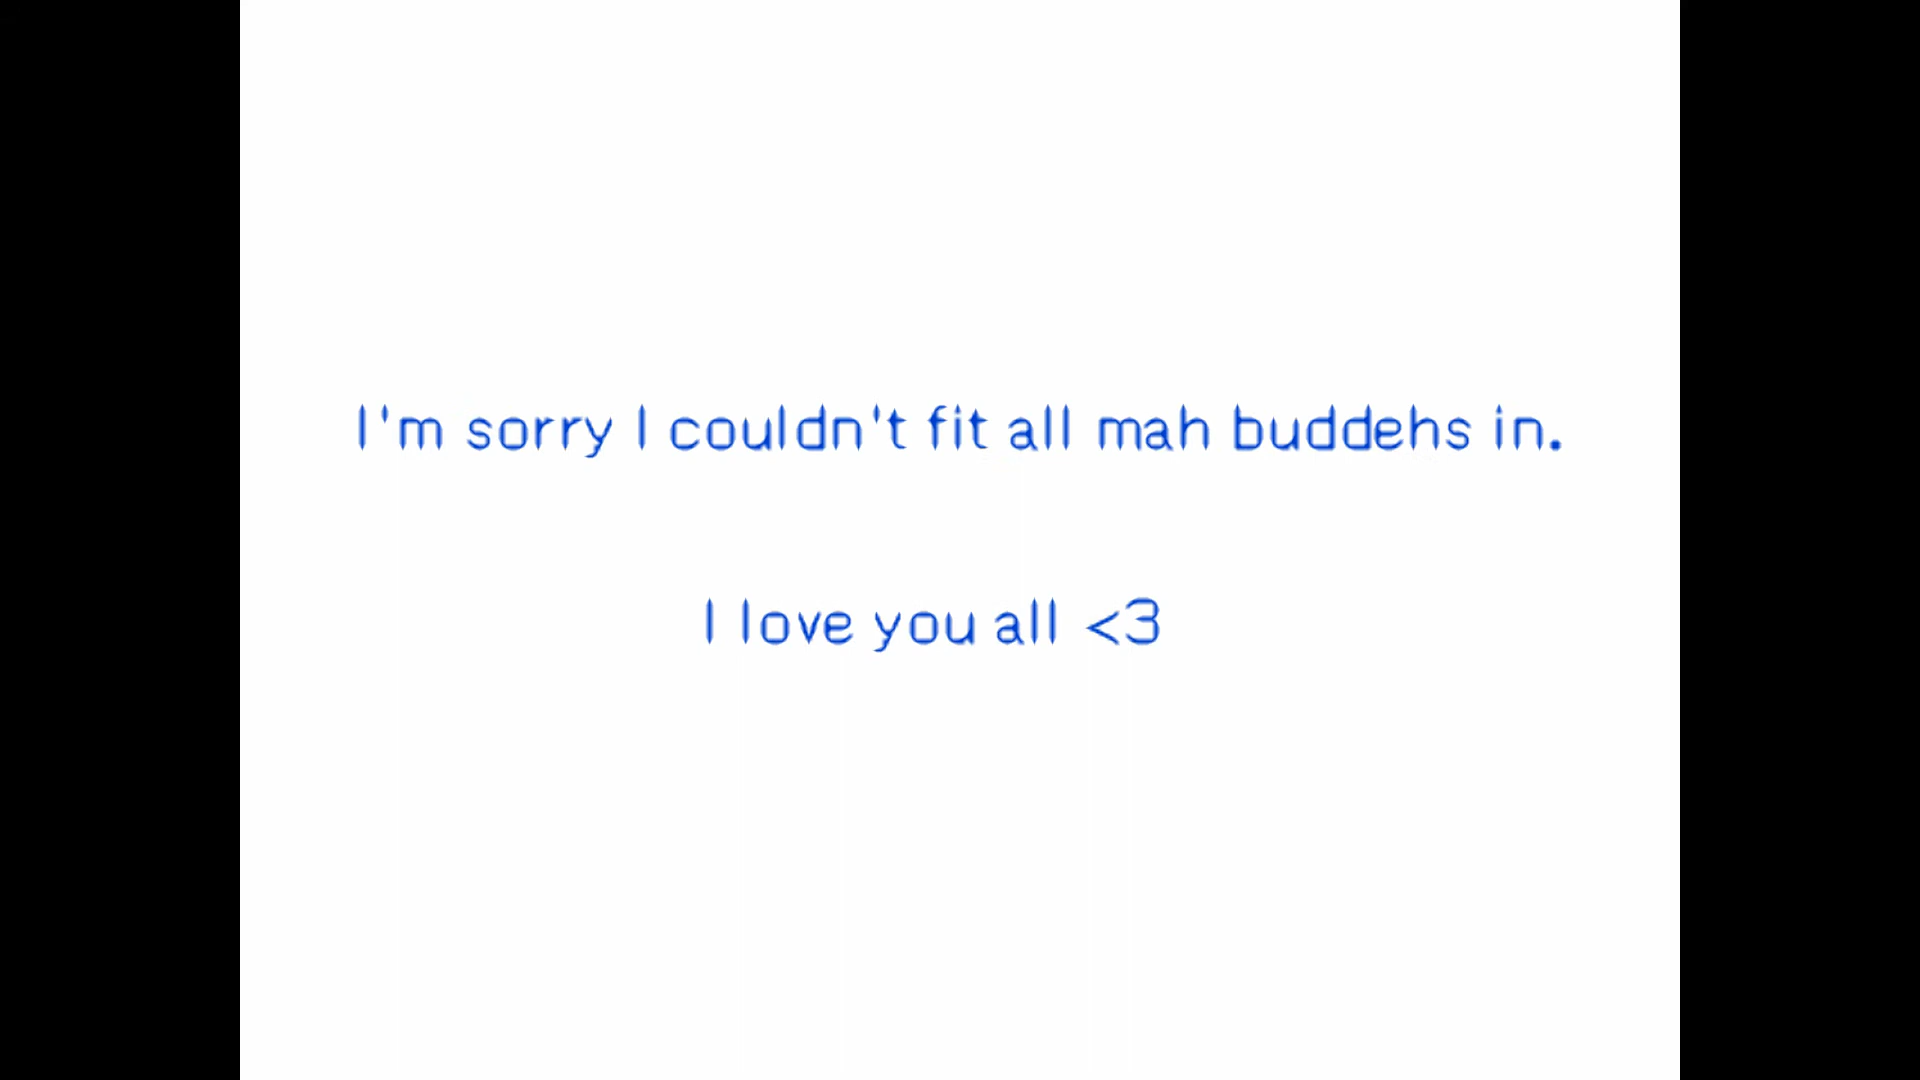 I'm sorry I couldn't fit all mah buddehs in.
I love you all <3